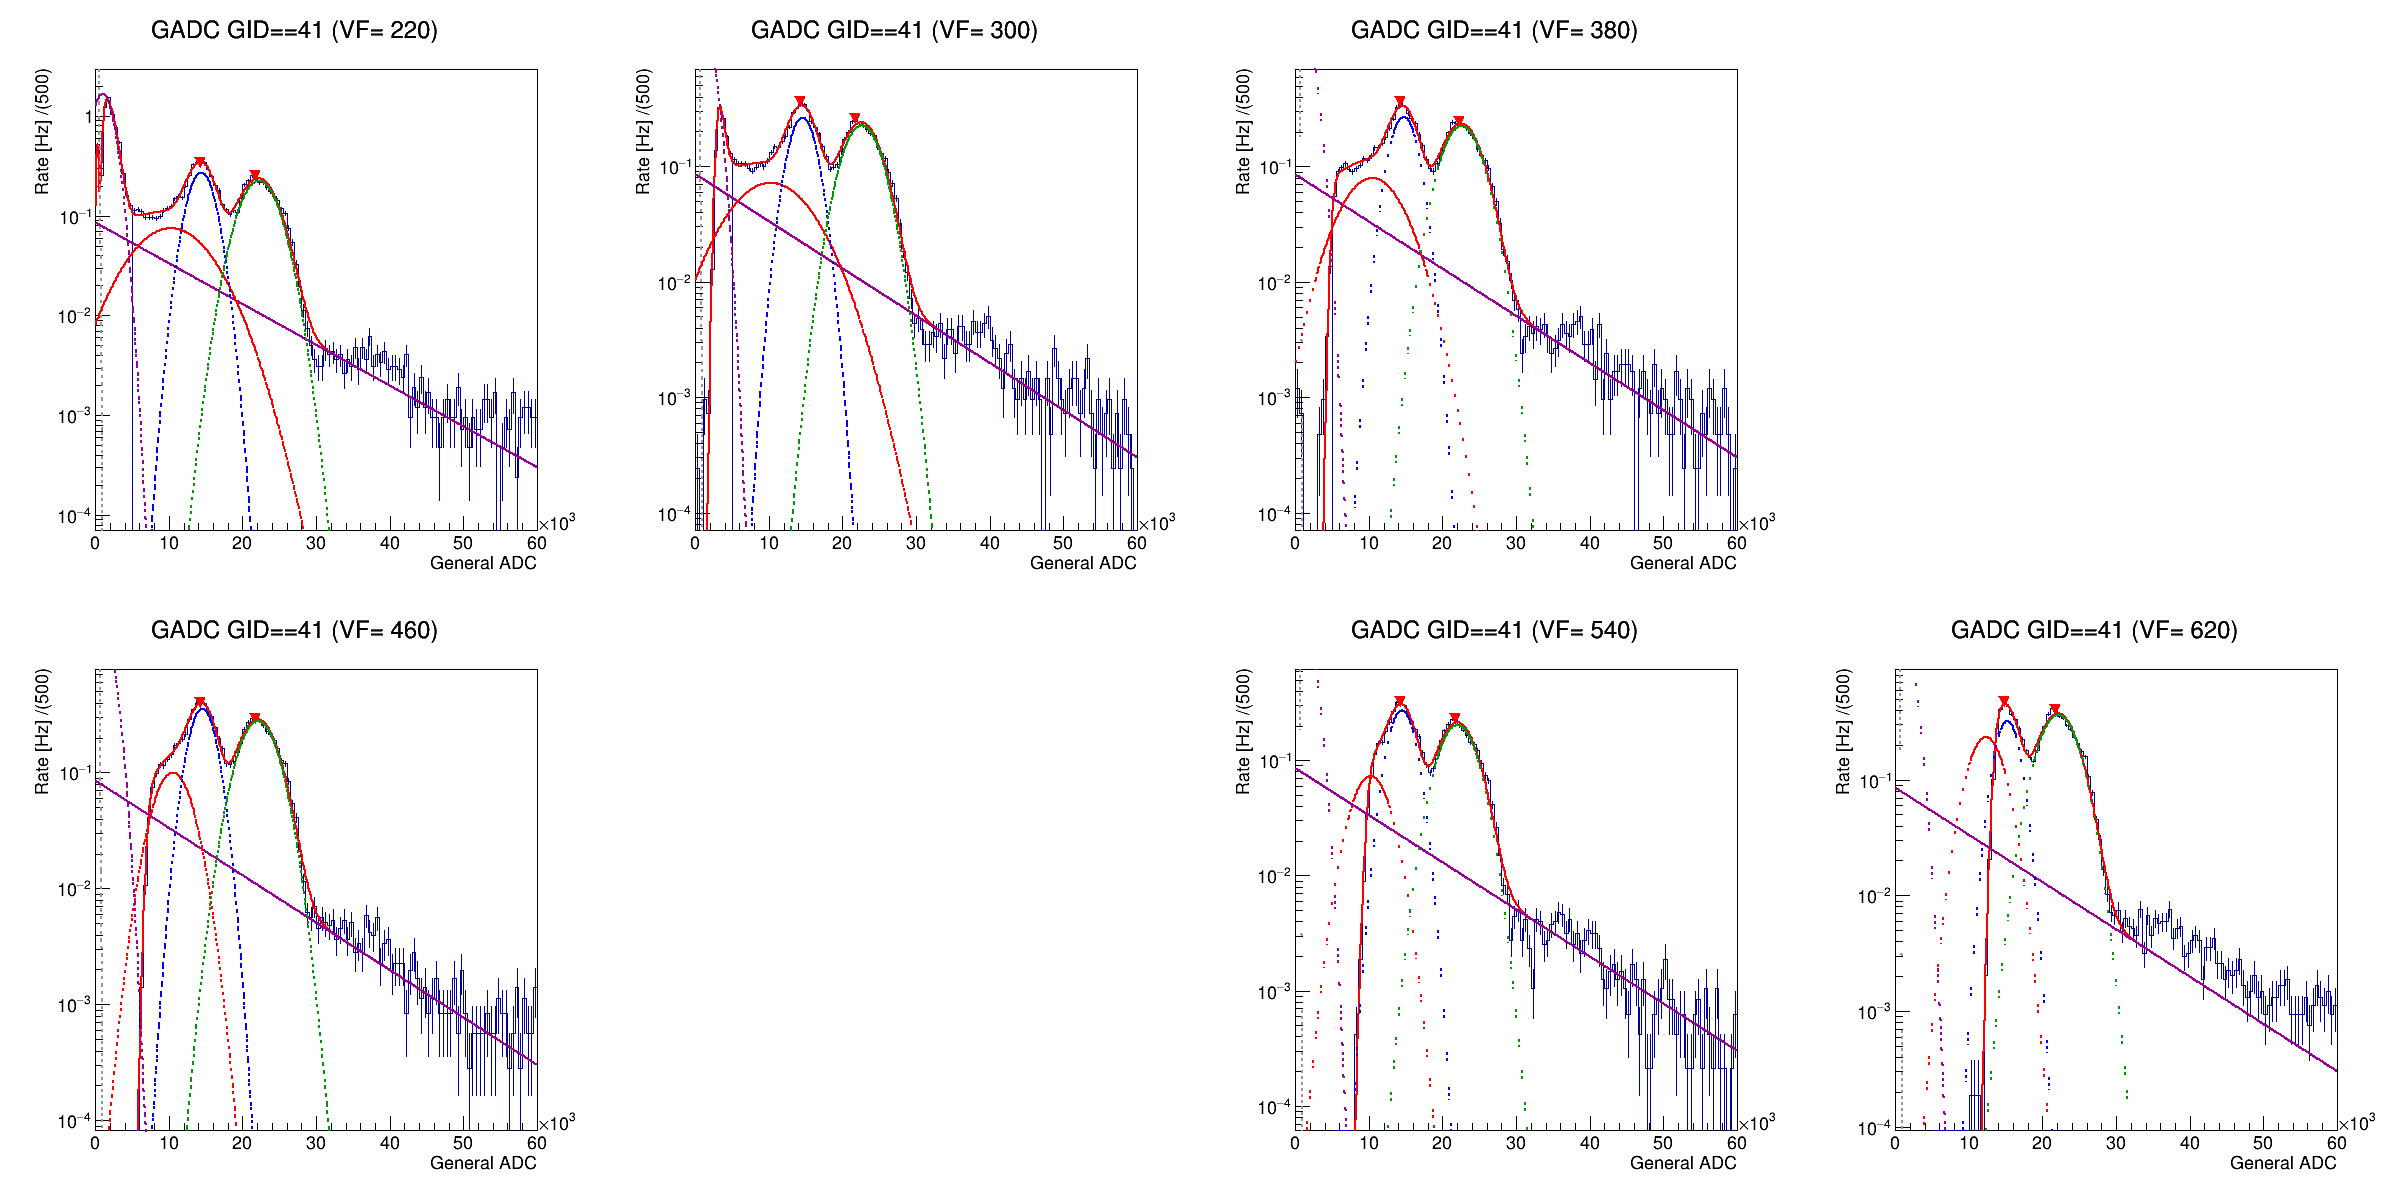 GADC GID==41 (VF= 220)
Rate [Hz] /(500)
1
10−1
10−2
10−3
10−4
0 10 20 30 40 50 60
×103
General ADC
GADC GID==41 (VF= 300)
Rate [Hz] /(500)
10−1
10−2
10−3
10−4
0 10 20 30 40 50 60
×103
General ADC
GADC GID==41 (VF= 380)
Rate [Hz] /(500)
10−1
10−2
10−3
10−4
0 10 20 30 40 50 60
×103
General ADC
GADC GID==41 (VF= 460)
Rate [Hz] /(500)
10−1
10−2
10−3
10−4
0 10 20 30 40 50 60
×103
General ADC
GADC GID==41 (VF= 540)
Rate [Hz] /(500)
10−1
10−2
10−3
10−4
0 10 20 30 40 50 60
×103
General ADC
GADC GID==41 (VF= 620)
Rate [Hz] /(500)
10−1
10−2
10−3
10−4
0 10 20 30 40 50 60
×103
General ADC